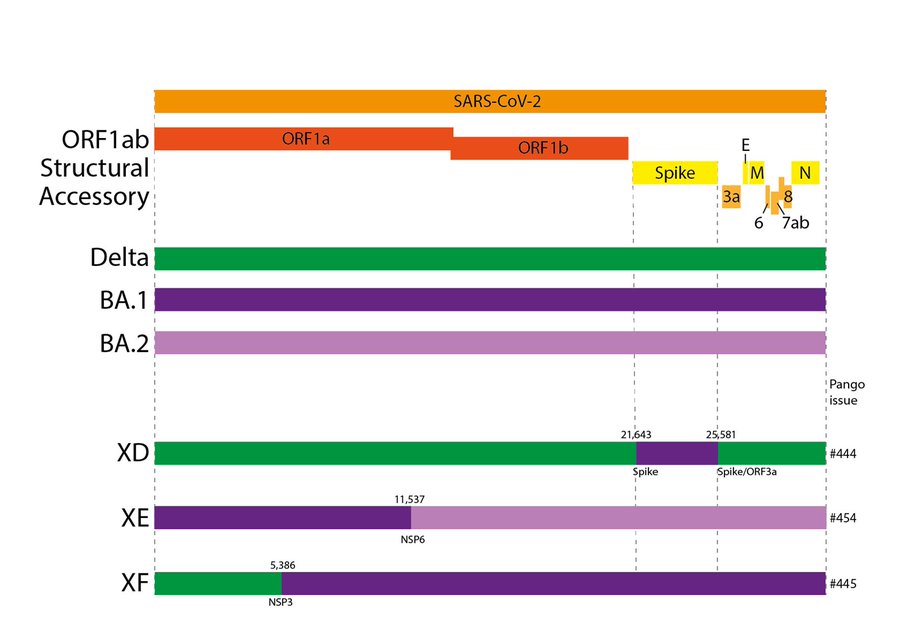 SARS-CoV-2
ORF1ab
ORF1a
ORF1b
Structural
Spike
E
M
N
Accessory
3a
6
7ab
8
Delta
BA.1
BA.2
Pango
issue
21,643
25,581
XD
#444
Spike
Spike/ORF3a
11,537
XE
#454
NSP6
5,386
XF
#445
NSP3